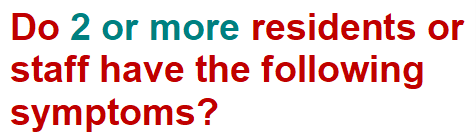 Do 2 or more residents or
staff have the following
symptoms?